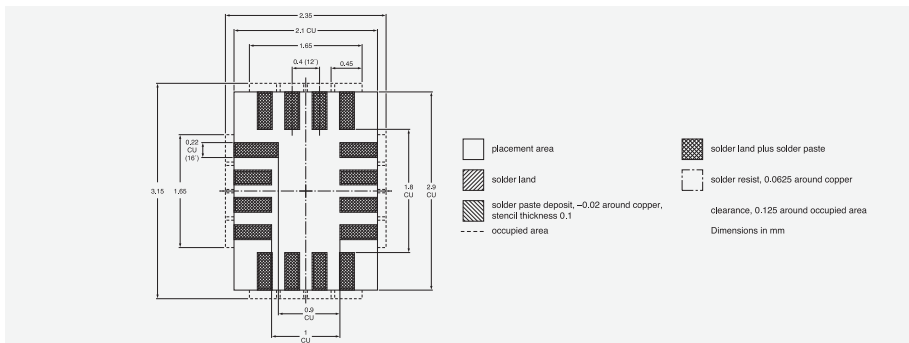 2.35
2.1 CU
1.65
0.4 (12˚)
0.45
0.22
CU
(16˚)
3.15
1.65
1.8
CU
2.9
CU
0.9
CU
1
CU
placement area
solder land plus solder paste
solder land
solder resist, 0.0625 around copper
solder paste deposit, –0.02 around copper,
stencil thickness 0.1
clearance, 0.125 around occupied area
occupied area
Dimensions in mm